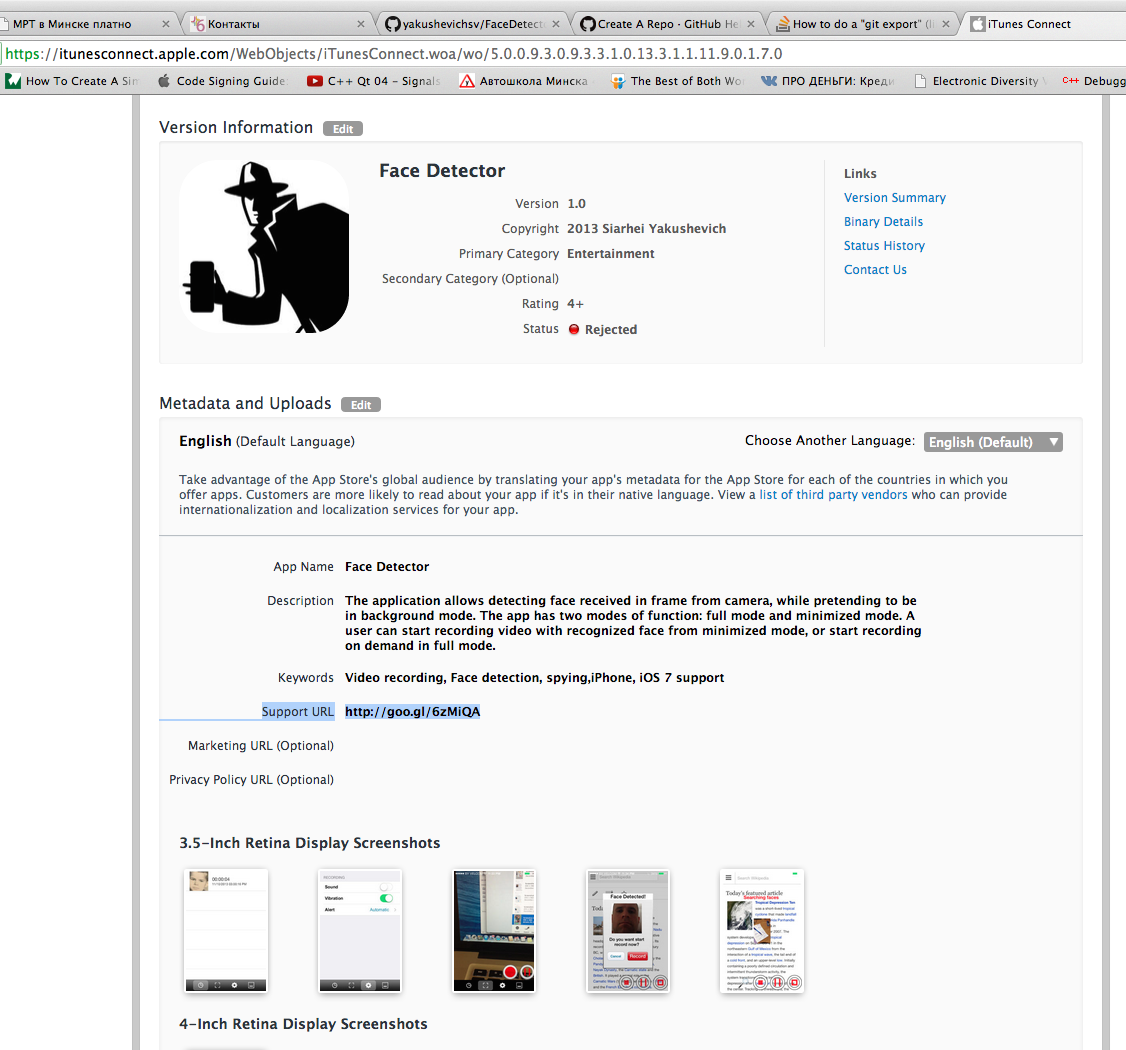 МРТ в Минске платно
Контакты
yakushevichsv/FaceDetect
Create A Repo · GitHub He
How to do a "git export" (li
iTunes Connect
https://itunesconnect.apple.com/WebObjects/iTunesConnect.woa/wo/5.0.0.9.3.0.9.3.3.1.0.13.3.1.1.11.9.0.1.7.0
How To Create A Sim
Code Signing Guide:
C++ Qt 04 – Signals
Автошкола Минска
The Best of Both Wo
ПРО ДЕНЬГИ: Креди
Electronic Diversity
C++ Debugg
Version Information Edit
Face Detector
Version 1.0
Copyright 2013 Siarhei Yakushevich
Primary Category Entertainment
Secondary Category (Optional)
Rating 4+
Status Rejected
Links
Version Summary
Binary Details
Status History
Contact Us
Metadata and Uploads Edit
English (Default Language)
Choose Another Language: English (Default)
Take advantage of the App Store's global audience by translating your app's metadata for the App Store for each of the countries in which you
offer apps. Customers are more likely to read about your app if it's in their native language. View a list of third party vendors who can provide
internationalization and localization services for your app.
App Name Face Detector
Description The application allows detecting face received in frame from camera, while pretending to be
in background mode. The app has two modes of function: full mode and minimized mode. A
user can start recording video with recognized face from minimized mode, or start recording
on demand in full mode.
Keywords Video recording, Face detection, spying,iPhone, iOS 7 support
Support URL http://goo.gl/6zMiQA
Marketing URL (Optional)
Privacy Policy URL (Optional)
3.5-Inch Retina Display Screenshots
00:00:04
RECORDING
Sound
Vibration
Alert Automatic
Face Detected!
Do you want start
record now?
Cancel Record
Search Wikipedia
Today's featured article
Searching faces
4-Inch Retina Display Screenshots